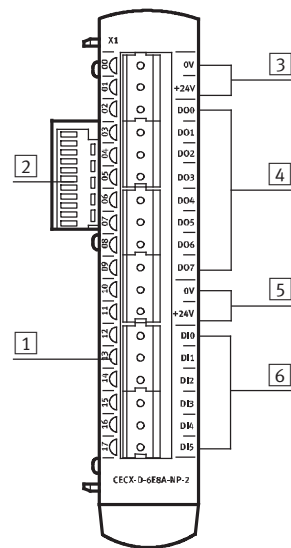 X1
00 0V
01 +24V
02 DO0
03 DO1
04 DO2
05 DO3
06 DO4
07 DO5
08 DO6
09 DO7
10 0V
11 +24V
12 DI0
13 DI1
14 DI2
15 DI3
16 DI4
17 DI5
CECX-D-6E8A-NP-2
3
2
4
5
1
6